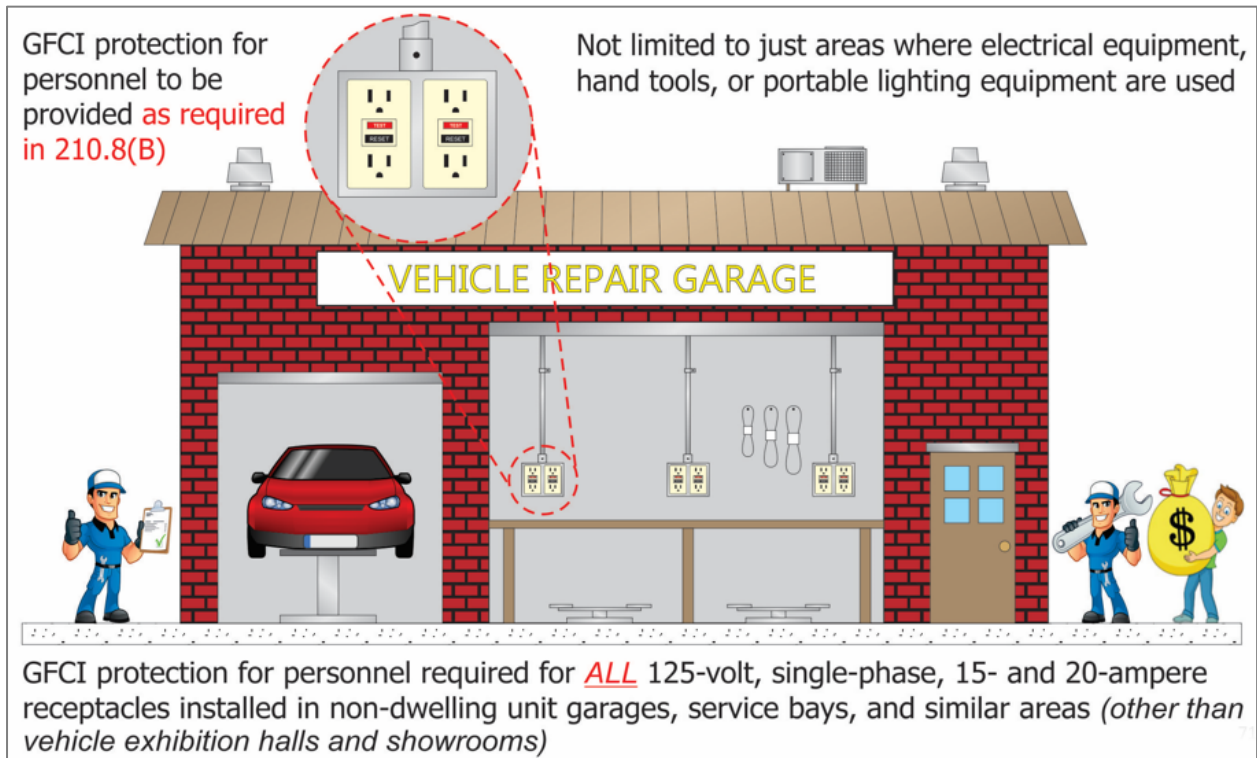 GFCI protection for
personnel to be
provided as required
in 210.8(B)
Not limited to just areas where electrical equipment,
hand tools, or portable lighting equipment are used
TEST
RESET
TEST
RESET
VEHICLE REPAIR GARAGE
$
GFCI protection for personnel required for ALL 125-volt, single-phase, 15- and 20-ampere
receptacles installed in non-dwelling unit garages, service bays, and similar areas (other than
vehicle exhibition halls and showrooms)
71